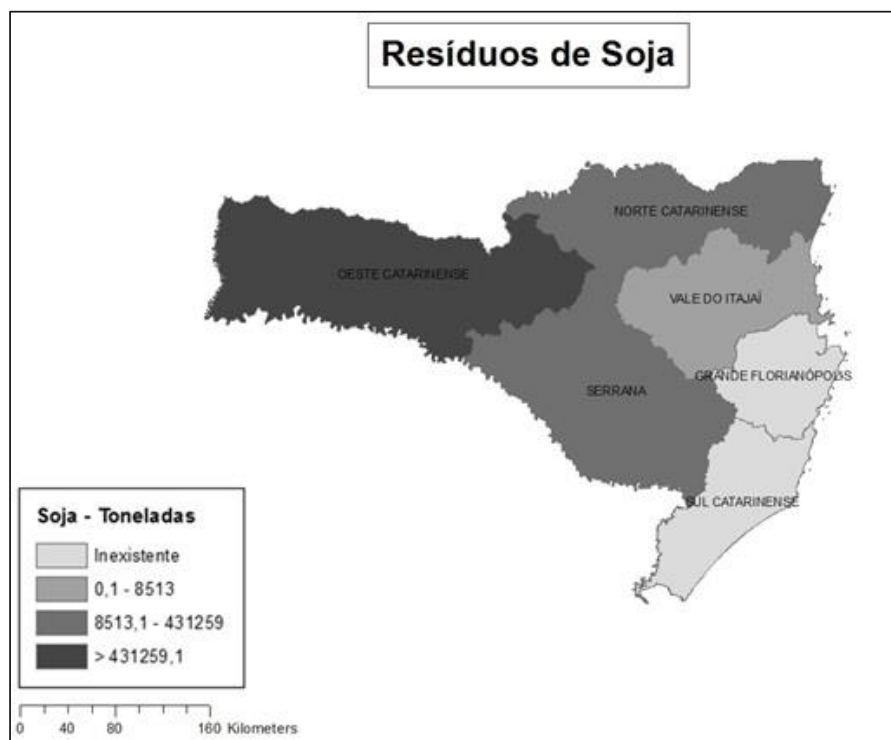 Resíduos de Soja
NORTE CATARINENSE
OESTE CATARINENSE
VALE DO ITAJAÍ
GRANDE FLORIANÓPOLIS
SERRANA
SUL CATARINENSE
Soja - Toneladas
Inexistente
0,1 - 8513
8513,1 - 431259
> 431259,1
0 40 80 160 Kilometers